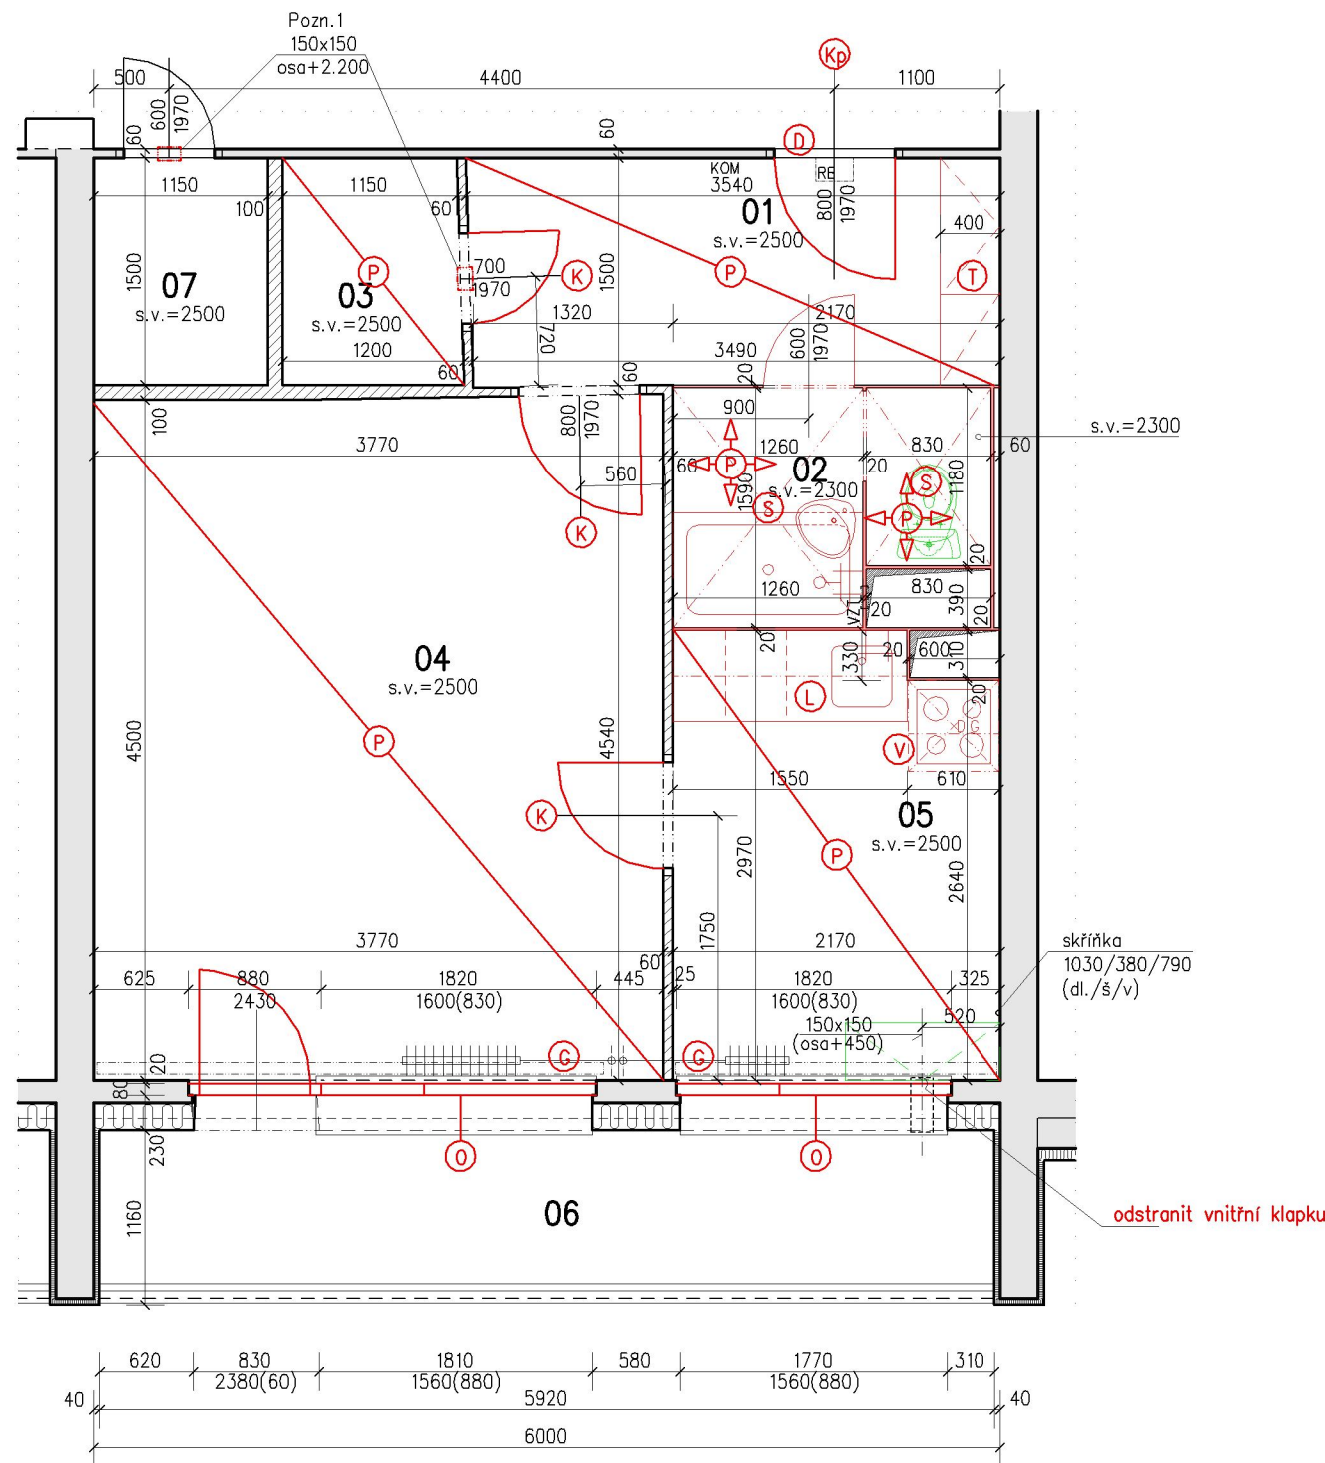 Pozn.1
150x150
osa+2.200
Kp
500
4400
1100
600
1970
60
60
D
KOM
RE
1150
1150
3540
100
60
01
s.v.=2500
800
1970
400
07
s.v.=2500
1500
P
03
s.v.=2500
700
1970
K
1500
P
T
1320
2170
720
600
1970
1200
3490
60
60
20
100
800
1970
900
s.v.=2300
3770
60
1260
20
830
60
560
P
02
s.v.=2300
1590
S
S
1180
P
K
20
1260
830
VZT
20
390
20
20
330
20
600
310
20
04
s.v.=2500
L
DG
V
P
4500
4540
1550
610
K
05
s.v.=2500
P
2970
2640
1750
3770
60
2170
skříňka
1030/380/790
(dl./š/v)
625
880
2430
1820
1600(830)
445
25
1820
1600(830)
325
520
150x150
(osa+450)
G
G
20
80
230
O
O
1160
06
odstranit vnitřní klapku
620
830
2380(60)
1810
1560(880)
580
1770
1560(880)
310
40
5920
40
6000